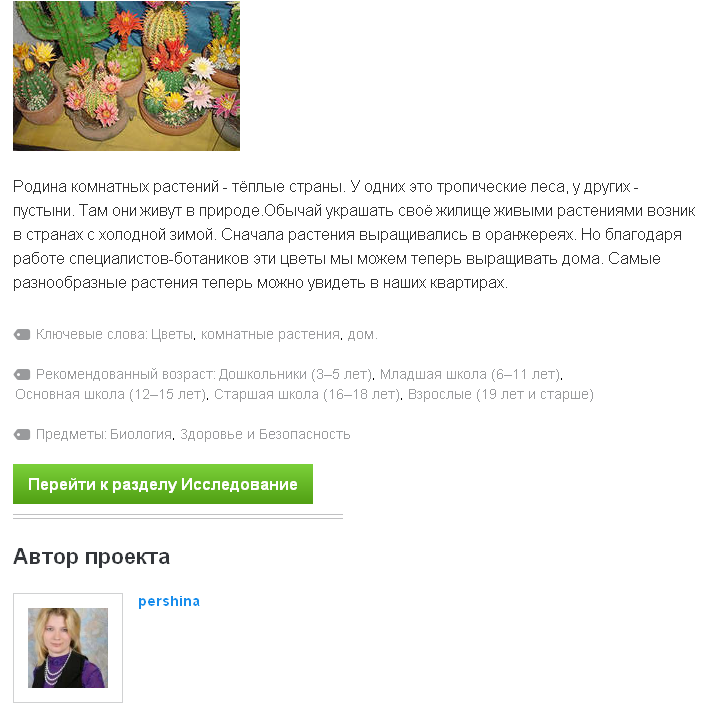 Родина комнатных растений - тёплые страны. У одних это тропические леса, у других -
пустыни. Там они живут в природе.Обычай украшать своё жилище живыми растениями возник
в странах с холодной зимой. Сначала растения выращивались в оранжереях. Но благодаря
работе специалистов-ботаников эти цветы мы можем теперь выращивать дома. Самые
разнообразные растения теперь можно увидеть в наших квартирах.
Ключевые слова: Цветы, комнатные растения, дом.
Рекомендованный возраст: Дошкольники (3–5 лет), Младшая школа (6–11 лет),
Основная школа (12–15 лет), Старшая школа (16–18 лет), Взрослые (19 лет и старше)
Предметы: Биология, Здоровье и Безопасность
Перейти к разделу Исследование
Автор проекта
pershina